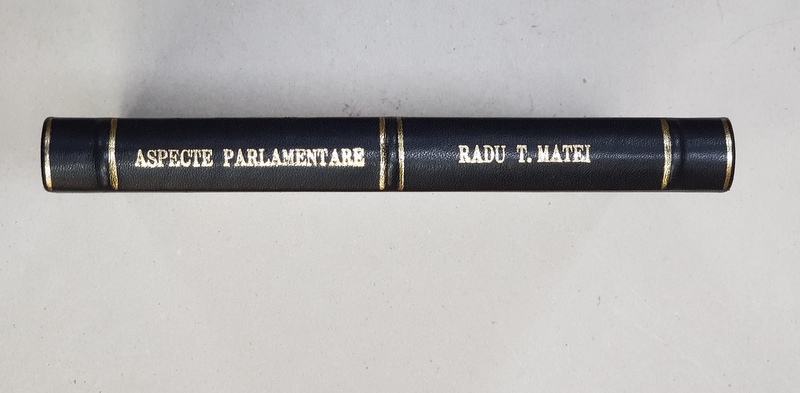 ASPECTE PARLAMENTARE
RADU T. MATEI